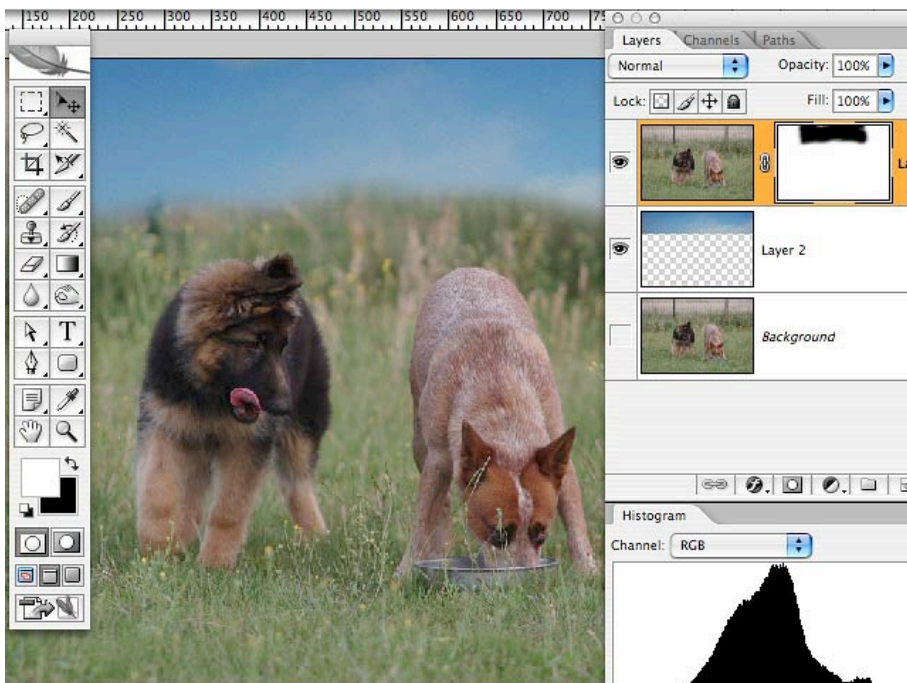 150 200 250 300 350 400 450 500 550 600 650 700
Layers Channels Paths
Normal Opacity: 100%
Lock: Fill: 100%
Layer 2
Background
T
Histogram
Channel: RGB